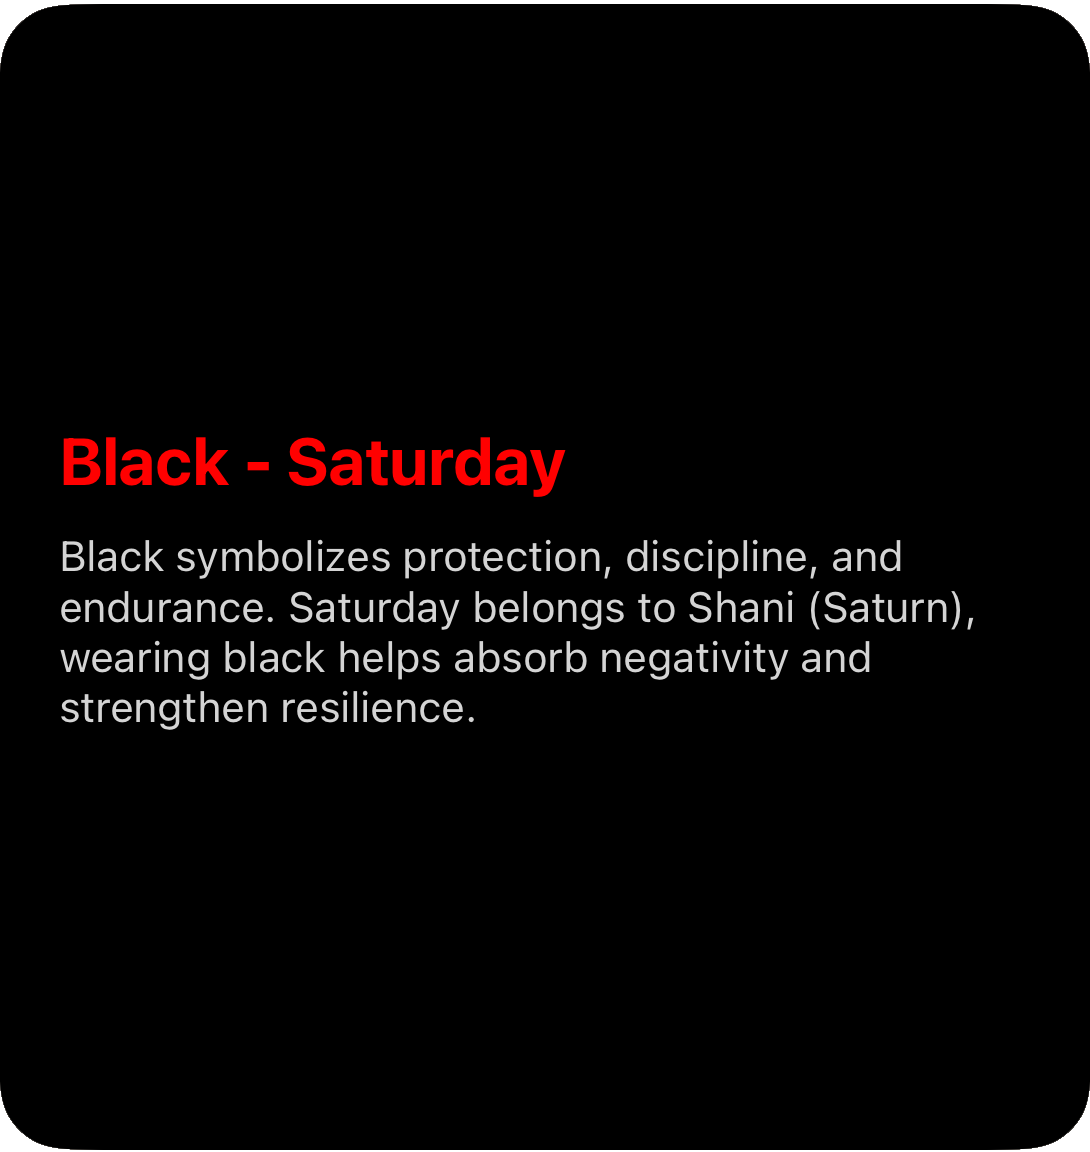 Black - Saturday
Black symbolizes protection, discipline, and
endurance. Saturday belongs to Shani (Saturn),
wearing black helps absorb negativity and
strengthen resilience.